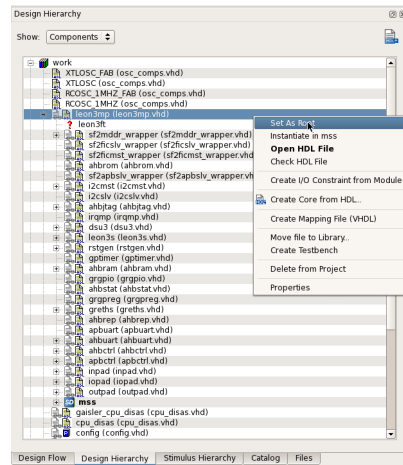 Design Hierarchy
Show: Components
work
XTLOSC_FAB (osc_comps.vhd)
XTLOSC (osc_comps.vhd)
RCOSC_1MHZ_FAB (osc_comps.vhd)
RCOSC_1MHZ (osc_comps.vhd)
leon3mp (leon3mp.vhd)
? leon3ft
sf2mddr_wrapper (sf2mddr_wrapper.vhd)
sf2ficslv_wrapper (sf2ficslv_wrapper.vhd)
sf2ficmst_wrapper (sf2ficmst_wrapper.vhd
ahbrom (ahbrom.vhd)
sf2apbslv_wrapper (sf2apbslv_wrapper.vh
i2cmst (i2cmst.vhd)
i2cslv (i2cslv.vhd)
ahbjtag (ahbjtag.vhd)
irqmp (irqmp.vhd)
dsu3 (dsu3.vhd)
leon3s (leon3s.vhd)
rstgen (rstgen.vhd)
gptimer (gptimer.vhd)
ahbram (ahbram.vhd)
grgpio (grgpio.vhd)
ahbstat (ahbstat.vhd)
grgpreg (grgpreg.vhd)
greths (greths.vhd)
ahbrep (ahbrep.vhd)
apbuart (apbuart.vhd)
ahbuart (ahbuart.vhd)
ahbctrl (ahbctrl.vhd)
apbctrl (apbctrl.vhd)
inpad (inpad.vhd)
iopad (iopad.vhd)
outpad (outpad.vhd)
mss
gaisler_cpu_disas (cpu_disas.vhd)
cpu_disas (cpu_disas.vhd)
config (config.vhd)
Set As Root
Instantiate in mss
Open HDL File
Check HDL File
Create I/O Constraint from Module
Create Core from HDL...
Create Mapping File (VHDL)
Move file to Library...
Create Testbench
Delete from Project
Properties
Design Flow Design Hierarchy Stimulus Hierarchy Catalog Files